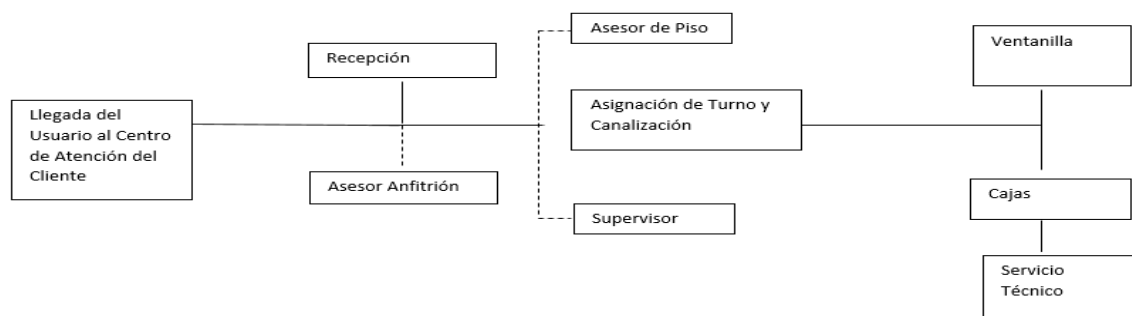 Llegada del
Usuario al Centro
de Atención del
Cliente
Recepción
Asesor Anfitrión
Asesor de Piso
Asignación de Turno y
Canalización
Supervisor
Ventanilla
Cajas
Servicio
Técnico